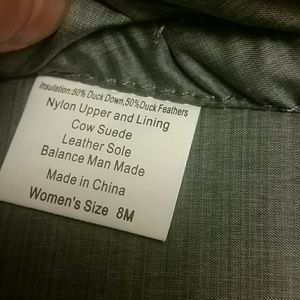 Insulation:50% Duck Down,50%Duck Feathers
Nylon Upper and Lining
Cow Suede
Leather Sole
Balance Man Made
Made in China
Women's Size 8M